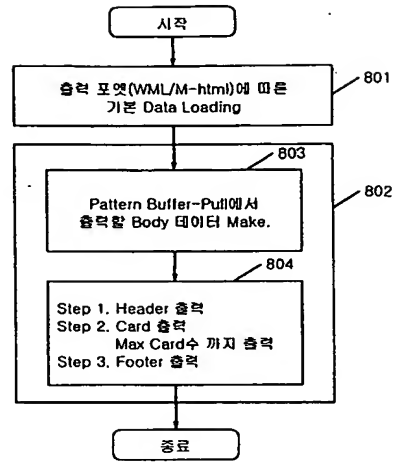 시작
출력 포맷(WML/M-html)에 따른
기본 Data Loading
801
803
802
Pattern Buffer-Pull에서
출력할 Body 데이터 Make.
804
Step 1. Header 출력
Step 2. Card 출력
Max Card수 까지 출력
Step 3. Footer 출력
종료